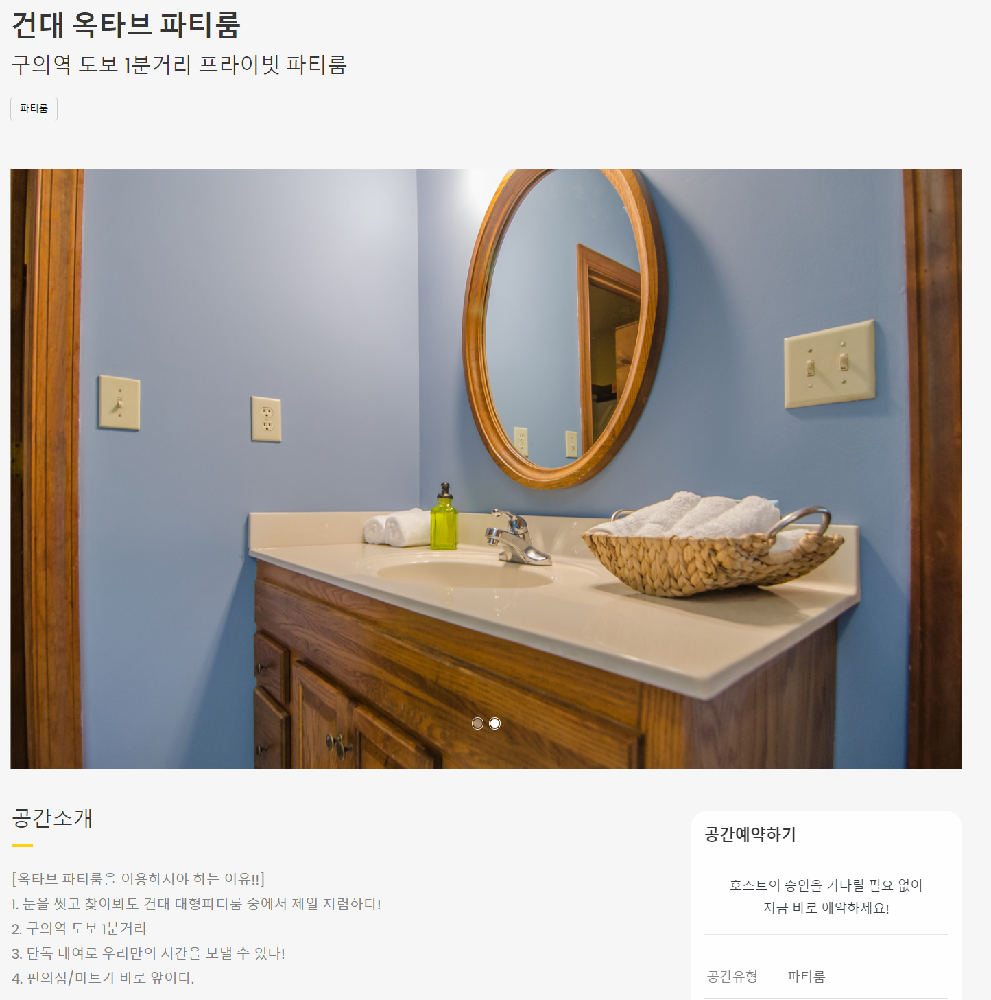 건대 옥타브 파티룸
구의역 도보 1분거리 프라이빗 파티룸
파티룸
공간소개
[옥타브 파티룸을 이용하셔야 하는 이유!!]
1. 눈을 씻고 찾아봐도 건대 대형파티룸 중에서 제일 저렴하다!
2. 구의역 도보 1분거리
3. 단독 대여로 우리만의 시간을 보낼 수 있다!
4. 편의점/마트가 바로 앞이다.
공간예약하기
호스트의 승인을 기다릴 필요 없이
지금 바로 예약하세요!
공간유형 파티룸